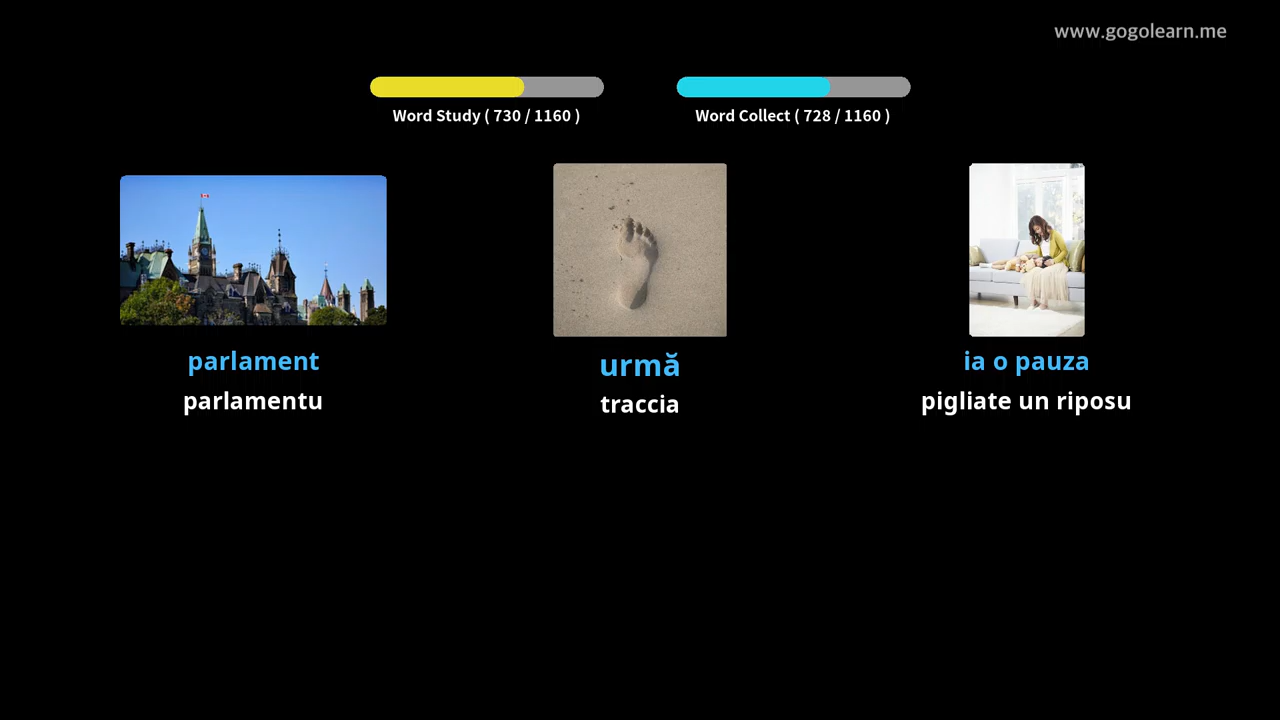 www.gogolearn.me
Word Study ( 730 / 1160 )
Word Collect ( 728 / 1160 )
parlament
parlamentu
urmă
traccia
ia o pauza
pigliate un riposu